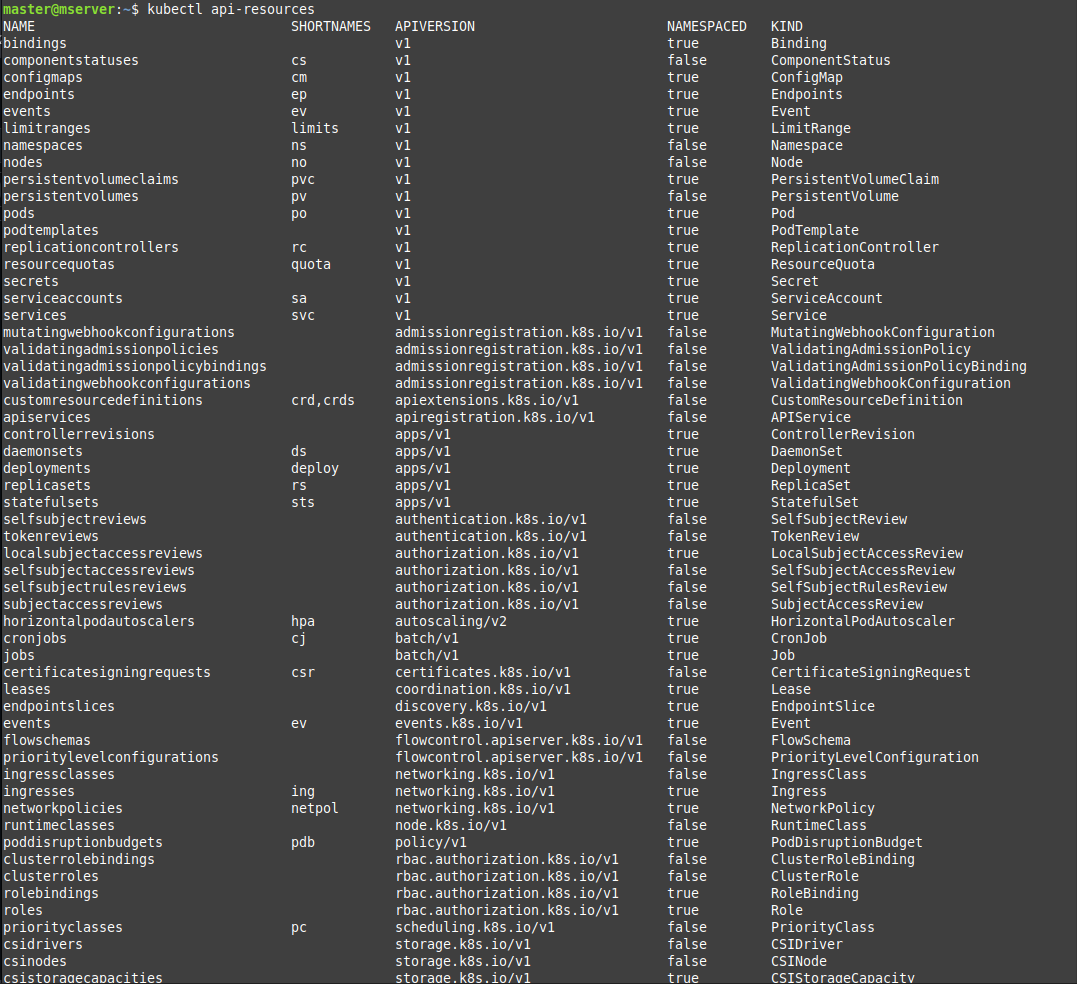 master@mserver:~$ kubectl api-resources
NAME SHORTNAMES APIVERSION NAMESPACED KIND
bindings v1 true Binding
componentstatuses cs v1 false ComponentStatus
configmaps cm v1 true ConfigMap
endpoints ep v1 true Endpoints
events ev v1 true Event
limitranges limits v1 true LimitRange
namespaces ns v1 false Namespace
nodes no v1 false Node
persistentvolumeclaims pvc v1 true PersistentVolumeClaim
persistentvolumes pv v1 false PersistentVolume
pods po v1 true Pod
podtemplates v1 true PodTemplate
replicationcontrollers rc v1 true ReplicationController
resourcequotas quota v1 true ResourceQuota
secrets v1 true Secret
serviceaccounts sa v1 true ServiceAccount
services svc v1 true Service
mutatingwebhookconfigurations admissionregistration.k8s.io/v1 false MutatingWebhookConfiguration
validatingadmissionpolicies admissionregistration.k8s.io/v1 false ValidatingAdmissionPolicy
validatingadmissionpolicybindings admissionregistration.k8s.io/v1 false ValidatingAdmissionPolicyBinding
validatingwebhookconfigurations admissionregistration.k8s.io/v1 false ValidatingWebhookConfiguration
customresourcedefinitions crd,crds apiextensions.k8s.io/v1 false CustomResourceDefinition
apiservices apiregistration.k8s.io/v1 false APIService
controllerrevisions apps/v1 true ControllerRevision
daemonsets ds apps/v1 true DaemonSet
deployments deploy apps/v1 true Deployment
replicasets rs apps/v1 true ReplicaSet
statefulsets sts apps/v1 true StatefulSet
selfsubjectreviews authentication.k8s.io/v1 false SelfSubjectReview
tokenreviews authentication.k8s.io/v1 false TokenReview
localsubjectaccessreviews authorization.k8s.io/v1 true LocalSubjectAccessReview
selfsubjectaccessreviews authorization.k8s.io/v1 false SelfSubjectAccessReview
selfsubjectrulesreviews authorization.k8s.io/v1 false SelfSubjectRulesReview
subjectaccessreviews authorization.k8s.io/v1 false SubjectAccessReview
horizontalpodautoscalers hpa autoscaling/v2 true HorizontalPodAutoscaler
cronjobs cj batch/v1 true CronJob
jobs batch/v1 true Job
certificatesigningrequests csr certificates.k8s.io/v1 false CertificateSigningRequest
leases coordination.k8s.io/v1 true Lease
endpointslices discovery.k8s.io/v1 true EndpointSlice
events ev events.k8s.io/v1 true Event
flowschemas flowcontrol.apiserver.k8s.io/v1 false FlowSchema
prioritylevelconfigurations flowcontrol.apiserver.k8s.io/v1 false PriorityLevelConfiguration
ingressclasses networking.k8s.io/v1 false IngressClass
ingresses ing networking.k8s.io/v1 true Ingress
networkpolicies netpol networking.k8s.io/v1 true NetworkPolicy
runtimeclasses node.k8s.io/v1 false RuntimeClass
poddisruptionbudgets pdb policy/v1 true PodDisruptionBudget
clusterrolebindings rbac.authorization.k8s.io/v1 false ClusterRoleBinding
clusterroles rbac.authorization.k8s.io/v1 false ClusterRole
rolebindings rbac.authorization.k8s.io/v1 true RoleBinding
roles rbac.authorization.k8s.io/v1 true Role
priorityclasses pc scheduling.k8s.io/v1 false PriorityClass
csidrivers storage.k8s.io/v1 false CSIDriver
csinodes storage.k8s.io/v1 false CSINode
csistoragecapacities storage.k8s.io/v1 true CSIStorageCapacity